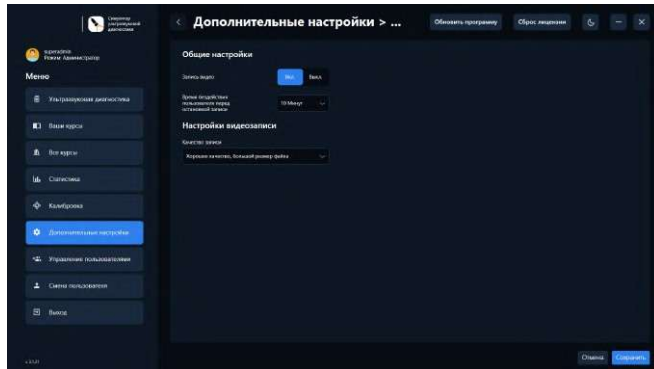 Симулятор
ультразвуковой
диагностики
superadmin
Режим: Администратор
Меню
Ультразвуковая диагностика
Ваши курсы
Все курсы
Статистика
Калибровка
Дополнительные настройки
Управление пользователями
Смена пользователя
Выход
Дополнительные настройки > ...
Обновить программу
Сброс лицензии
Общие настройки
Запись видео
Вкл
Выкл
Время бездействия
пользователя перед
остановкой записи
10 Минут
Настройки видеозаписи
Качество записи
Хорошее качество, большой размер файла
Отмена
Сохранить